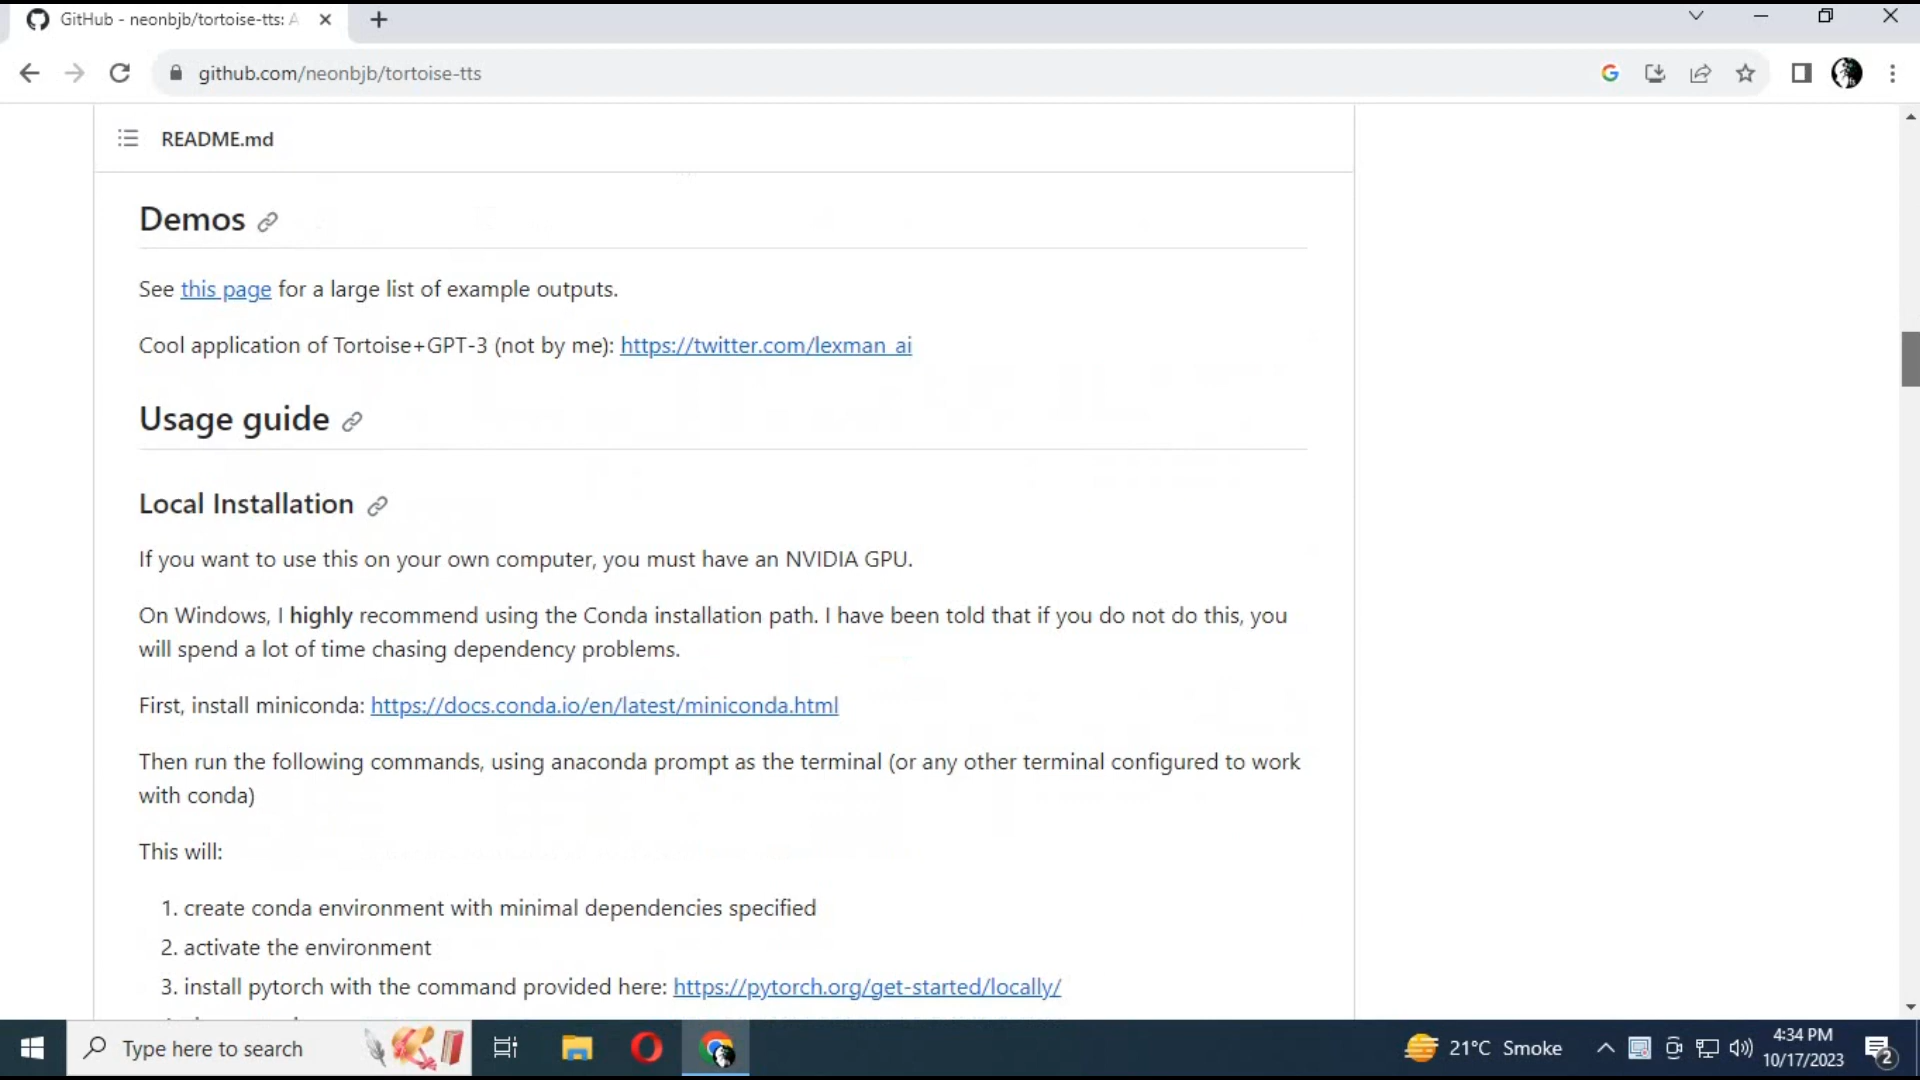 GitHub - neonbjb/tortoise-tts: A
github.com/neonbjb/tortoise-tts
README.md
Demos
See this page for a large list of example outputs.
Cool application of Tortoise+GPT-3 (not by me): https://twitter.com/lexman_ai
Usage guide
Local Installation
If you want to use this on your own computer, you must have an NVIDIA GPU.
On Windows, I highly recommend using the Conda installation path. I have been told that if you do not do this, you
will spend a lot of time chasing dependency problems.
First, install miniconda: https://docs.conda.io/en/latest/miniconda.html
Then run the following commands, using anaconda prompt as the terminal (or any other terminal configured to work
with conda)
This will:
1. create conda environment with minimal dependencies specified
2. activate the environment
3. install pytorch with the command provided here: https://pytorch.org/get-started/locally/
Type here to search
21°C Smoke
4:34 PM
10/17/2023
2